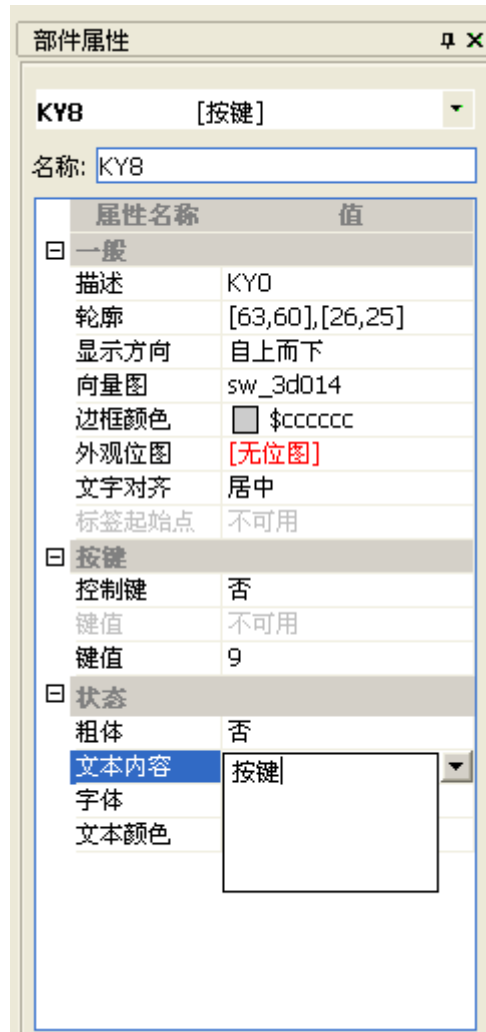 部件属性
KY8 [按键]
名称: KY8
属性名称 值
一般
描述 KY0
轮廓 [63,60],[26,25]
显示方向 自上而下
向量图 sw_3d014
边框颜色 $cccccc
外观位图 [无位图]
文字对齐 居中
标签起始点 不可用
按键
控制键 否
键值 不可用
键值 9
状态
粗体 否
文本内容 按键
字体
文本颜色